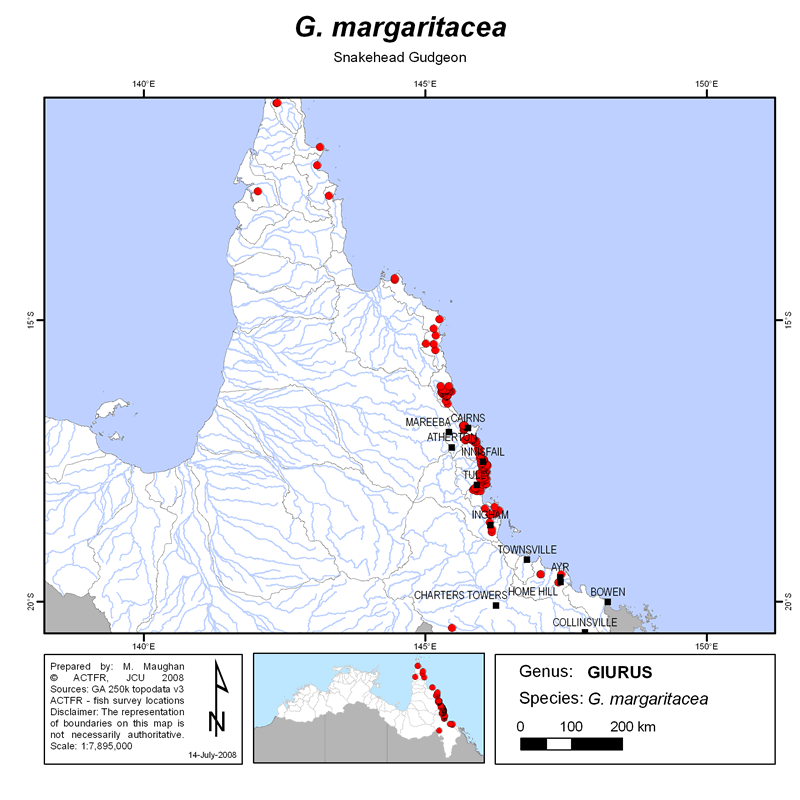 G. margaritacea
Snakehead Gudgeon
140°E
145°E
150°E
15°S
15°S
MAREEBA
CAIRNS
ATHERTON
INNISFAIL
TULLY
INGHAM
TOWNSVILLE
AYR
CHARTERS TOWERS
HOME HILL
BOWEN
COLLINSVILLE
20°S
20°S
140°E
145°E
150°E
Prepared by: M. Maughan
© ACTFR, JCU 2008
Sources: GA 250k topodata v3
ACTFR - fish survey locations
Disclaimer: The representation
of boundaries on this map is
not necessarily authoritative.
Scale: 1:7,895,000
14-July-2008
N
Genus: GIURUS
Species: G. margaritacea
0 100 200 km